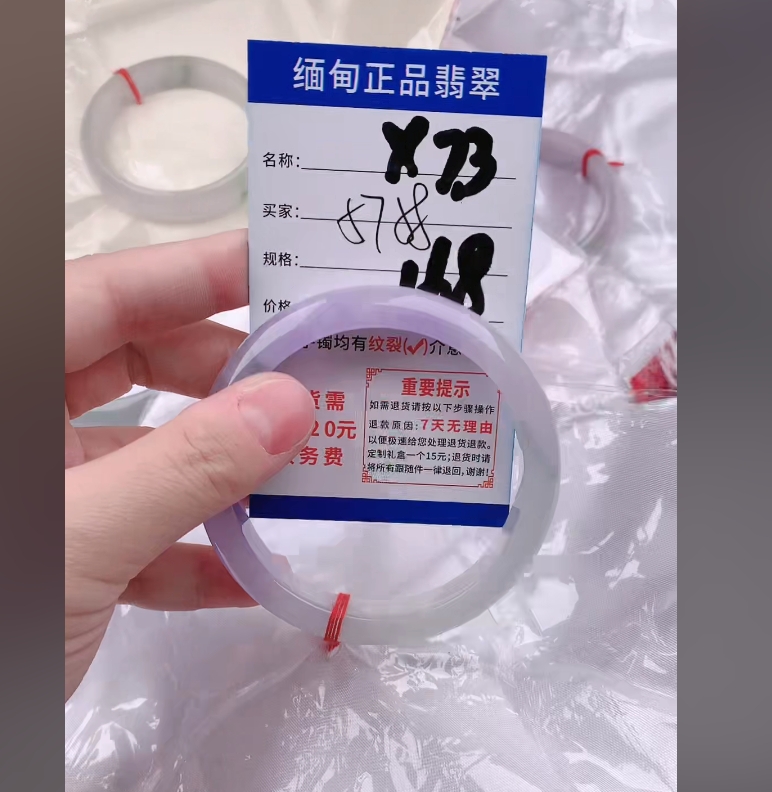 缅甸正品翡翠
名称: X73
买家: 8788
规格:
168
价格
镯均有纹裂(✓)介意
货需
20元
务费
重要提示
如需退货请按以下步骤操作
退款原因:7天无理由
以便极速给您处理退货退款。
定制礼盒一个15元;退货时请
将所有跟随件一律退回,谢谢!